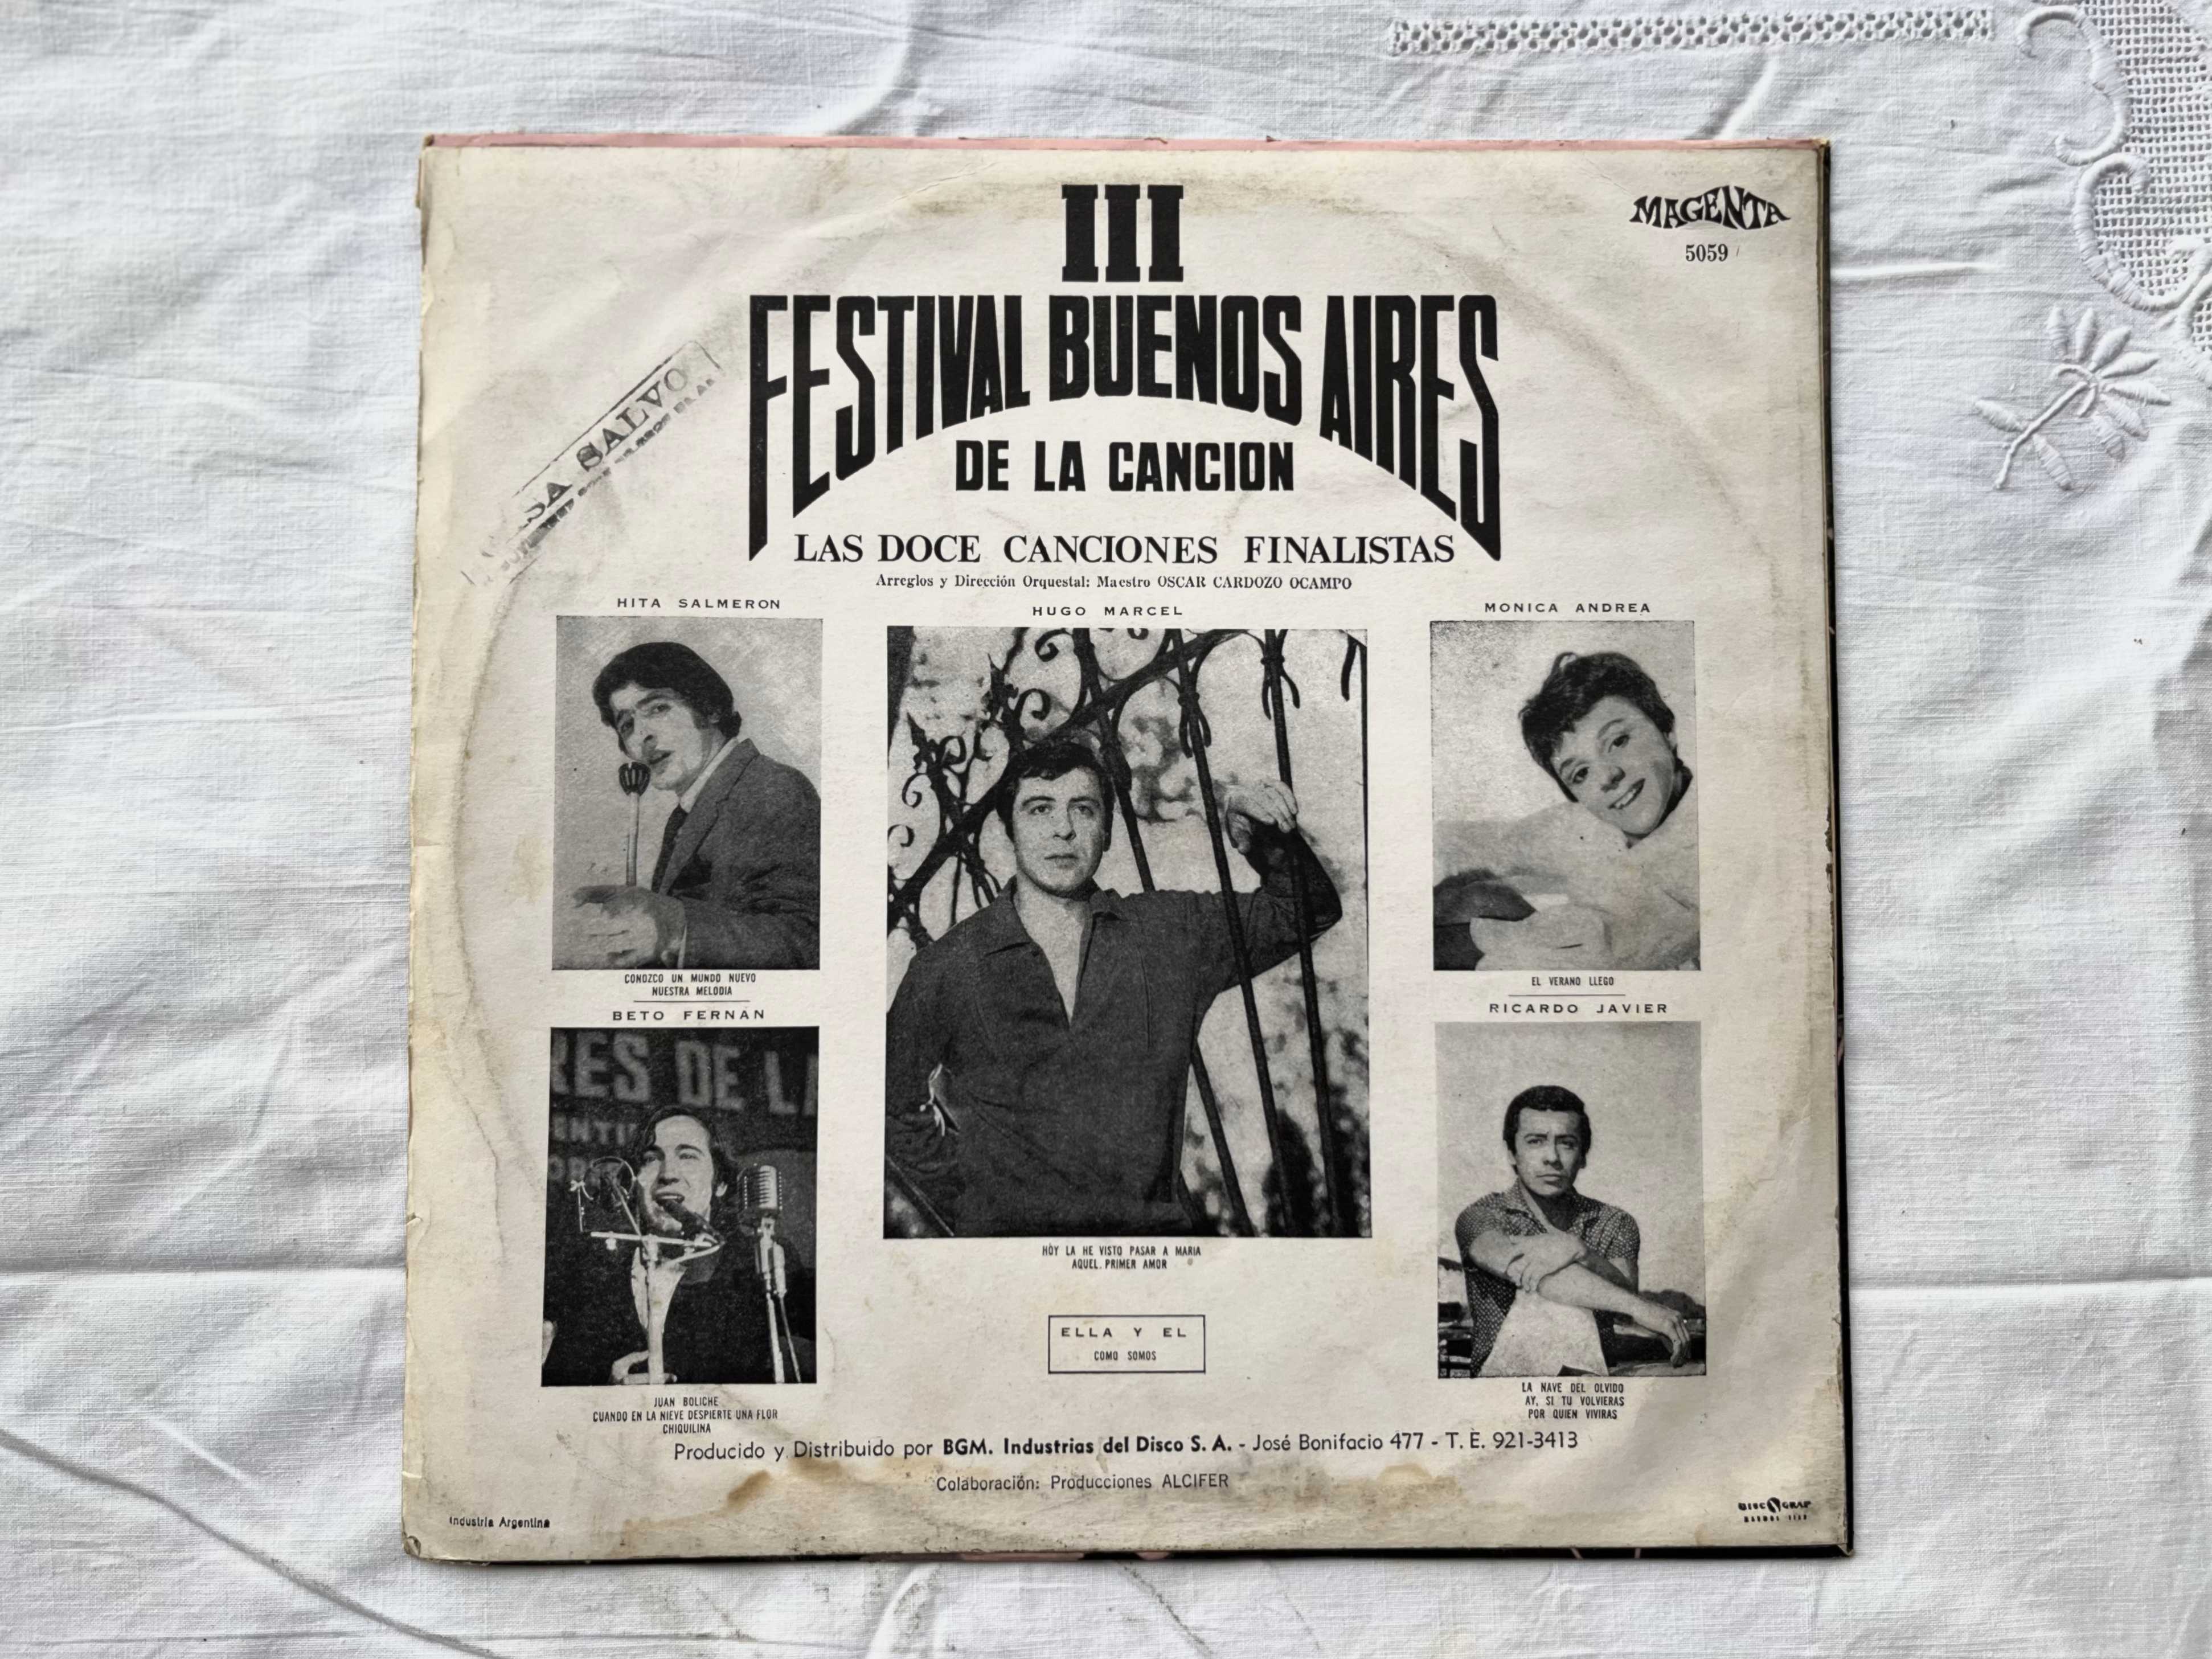 III
MAGENTA
5059
FESTIVAL BUENOS AIRES
DE LA CANCION
SALVO
LAS DOCE CANCIONES FINALISTAS
Arreglos y Dirección Orquestal: Maestro OSCAR CARDOZO OCAMPO
HITA SALMERON
CONOZCO UN MUNDO NUEVO
NUESTRA MELODIA
BETO FERNAN
RES DE LA
JUAN BOLICHE
CUANDO EN LA NIEVE DESPIERTE UNA FLOR
CHIQUILINA
HUGO MARCEL
HOY LA HE VISTO PASAR A MARIA
AQUEL. PRIMER AMOR
ELLA Y EL
COMO SOMOS
MONICA ANDREA
EL VERANO LLEGO
RICARDO JAVIER
LA NAVE DEL OLVIDO
AY, SI TU VOLVIERAS
POR QUIEN VIVIRAS
Producido y Distribuido por BGM. Industrias del Disco S. A. - José Bonifacio 477 - T. E. 921-3413
Colaboración: Producciones ALCIFER
Industria Argentina